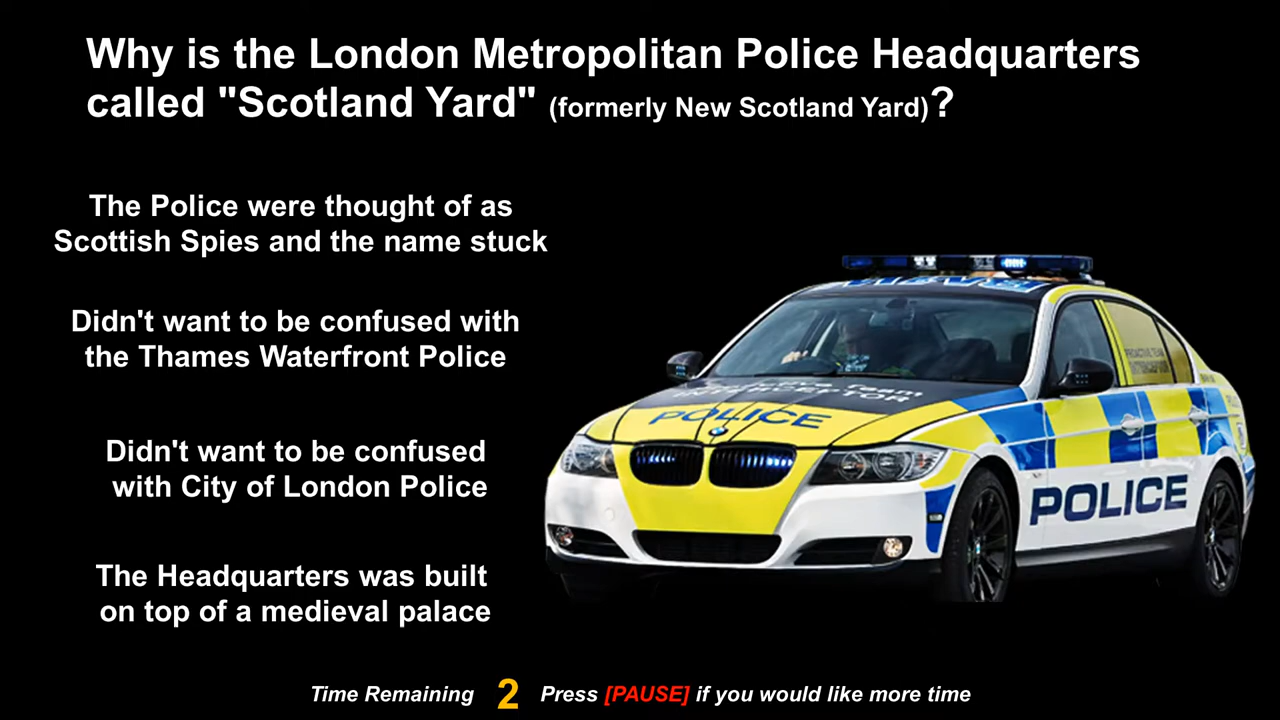 Why is the London Metropolitan Police Headquarters
called "Scotland Yard" (formerly New Scotland Yard)?
The Police were thought of as
Scottish Spies and the name stuck
Didn't want to be confused with
the Thames Waterfront Police
Didn't want to be confused
with City of London Police
The Headquarters was built
on top of a medieval palace
POLICE
INTERCEPTOR
POLICE
Time Remaining 2 Press [PAUSE] if you would like more time